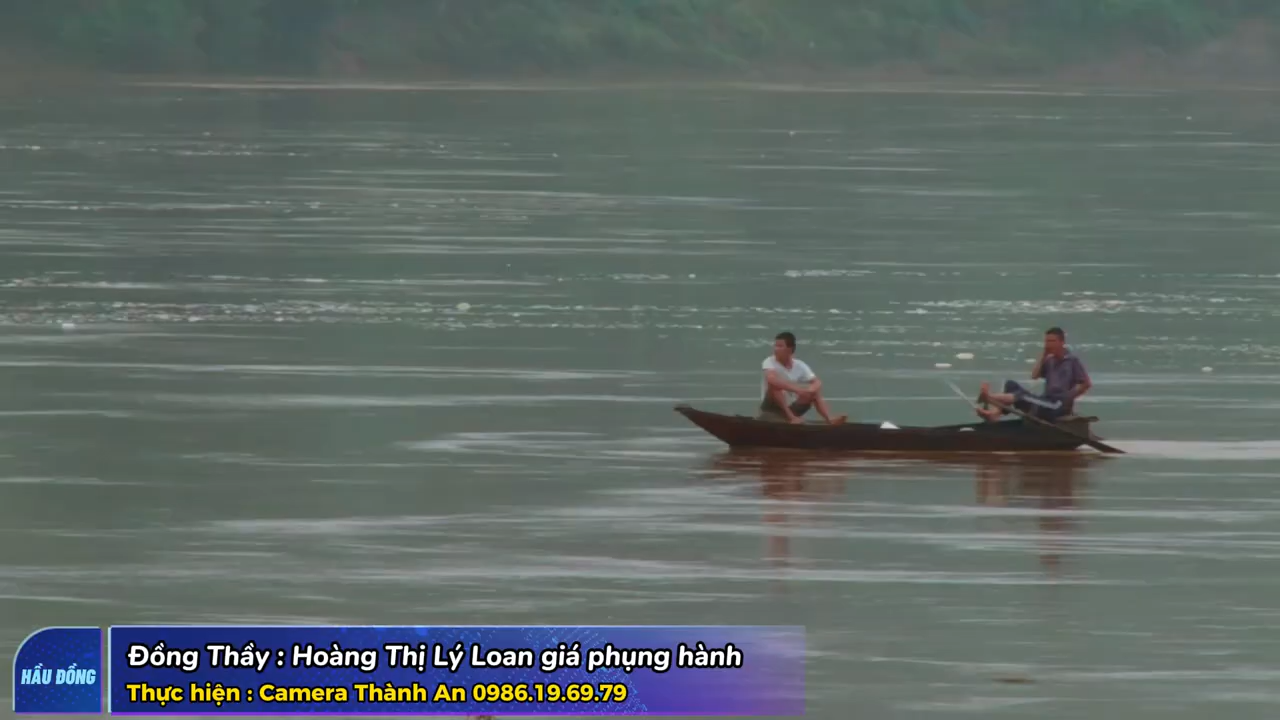 HẦU ĐỒNG
Đồng Thầy : Hoàng Thị Lý Loan giá phụng hành
Thực hiện : Camera Thành An 0986.19.69.79